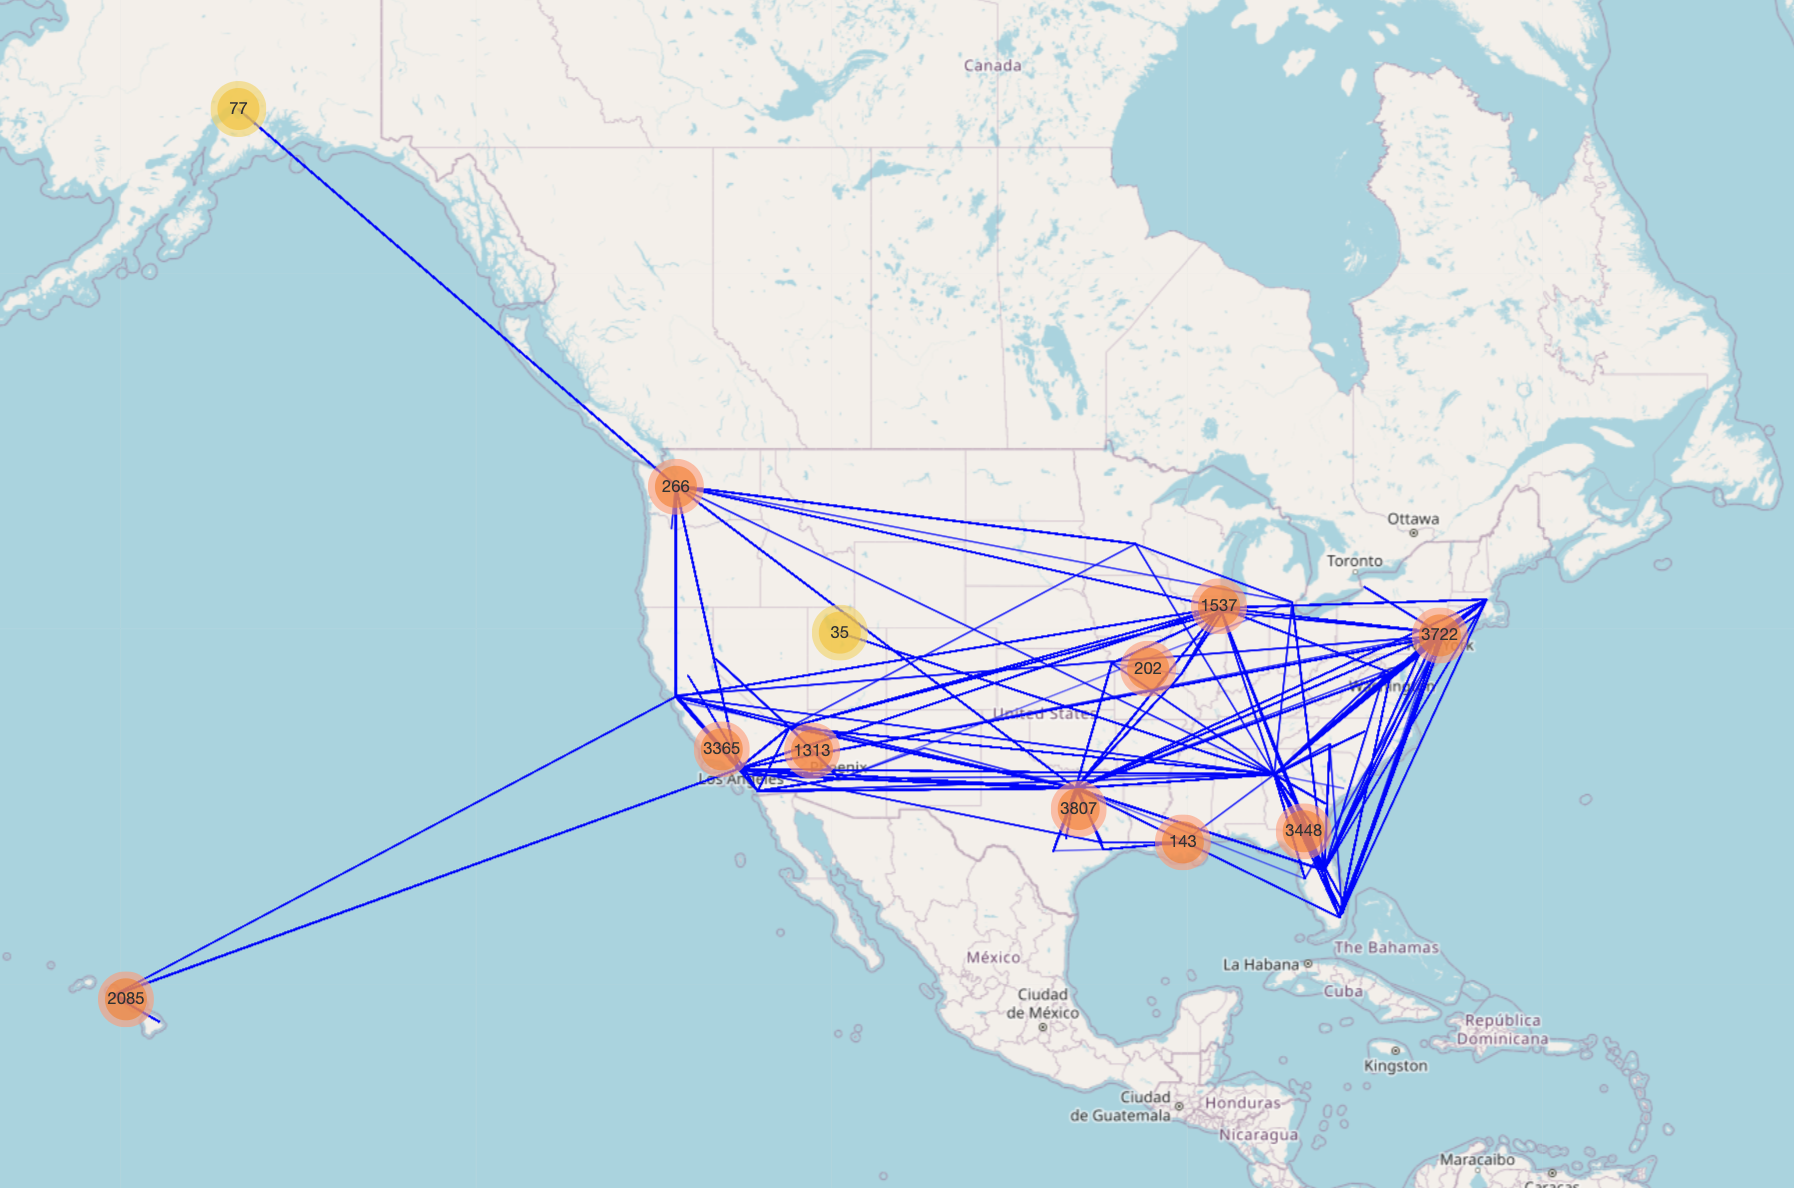 Canada
77
266
Ottawa
Toronto
1537
35
3722
202
United States
3365
1313
Los Angeles
3807
3448
143
The Bahamas
México
La Habana
Cuba
2085
Ciudad
de México
República
Dominicana
Kingston
Ciudad
de Guatemala
Honduras
Nicaragua
Maracaibo
Caracas